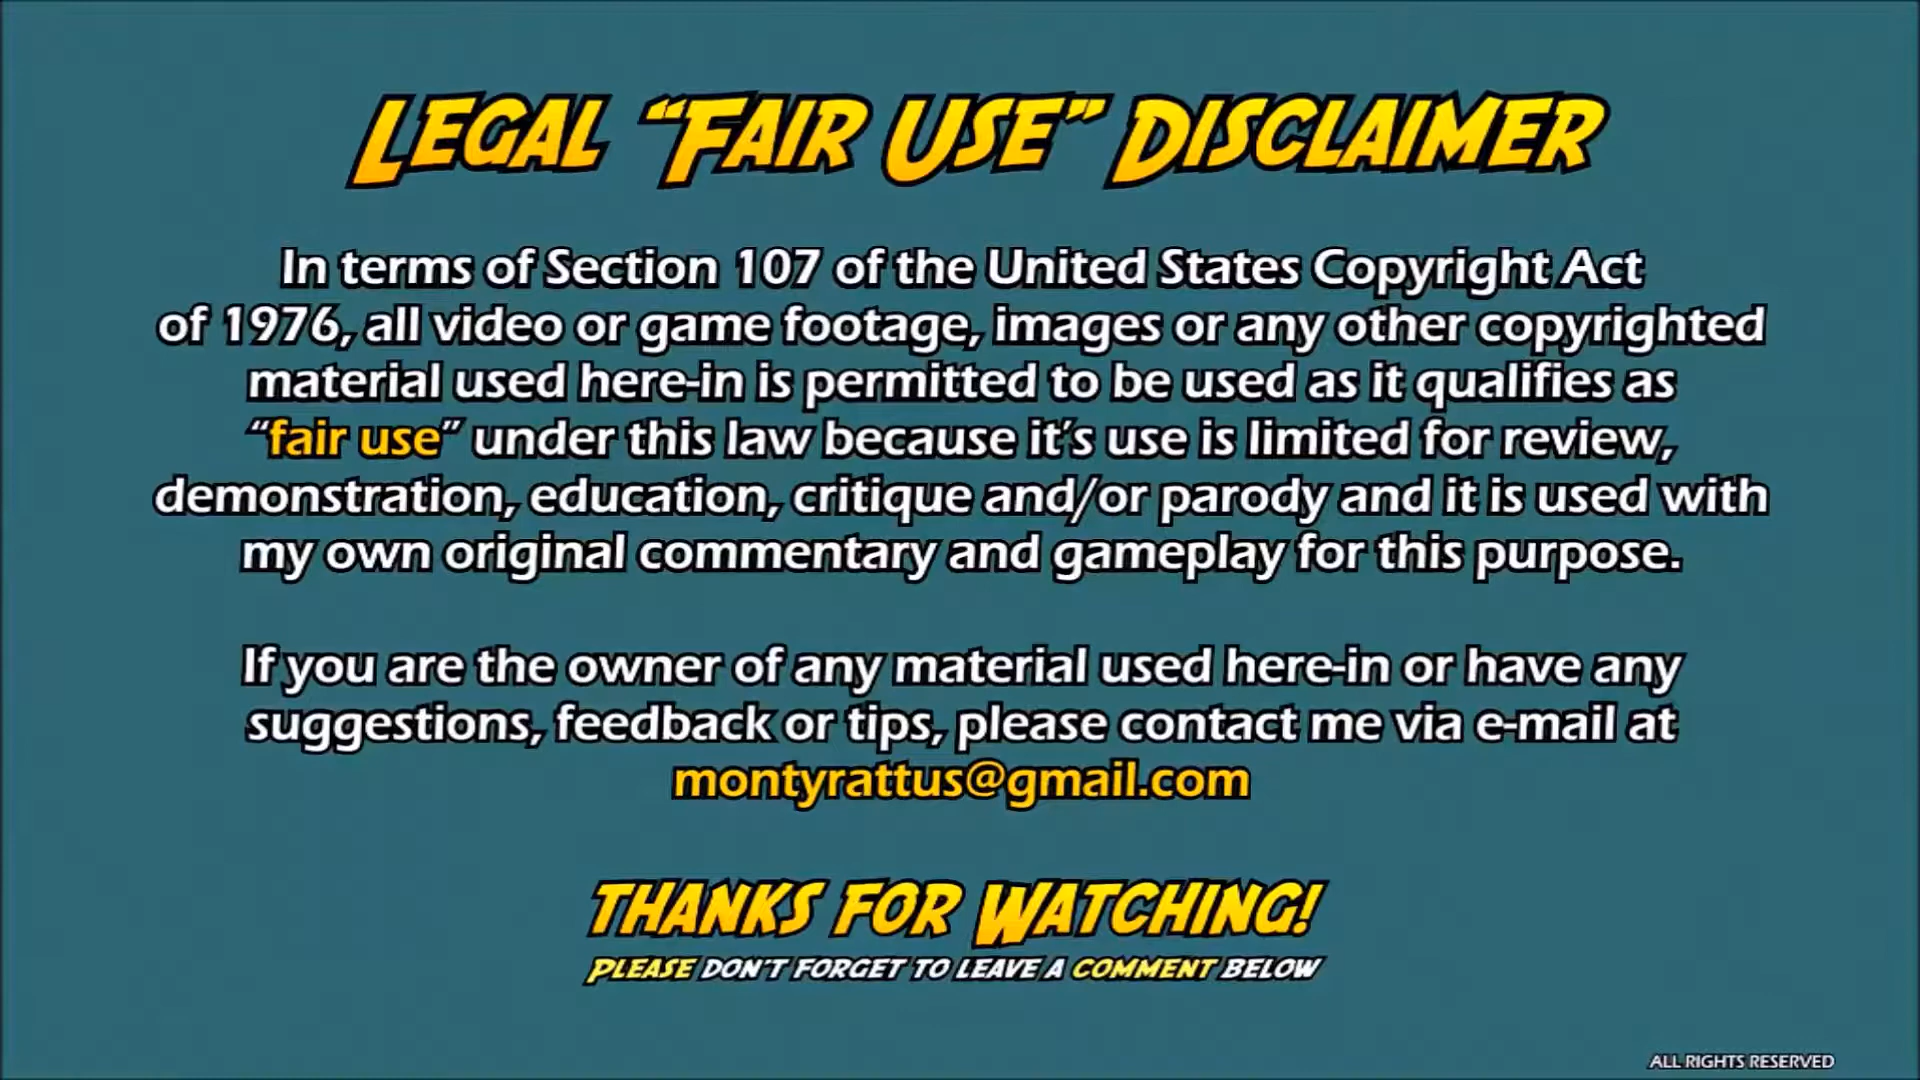 LEGAL “FAIR USE” DISCLAIMER
In terms of Section 107 of the United States Copyright Act
of 1976, all video or game footage, images or any other copyrighted
material used here-in is permitted to be used as it qualifies as
“fair use” under this law because it’s use is limited for review,
demonstration, education, critique and/or parody and it is used with
my own original commentary and gameplay for this purpose.
If you are the owner of any material used here-in or have any
suggestions, feedback or tips, please contact me via e-mail at
montyrattus@gmail.com
THANKS FOR WATCHING!
PLEASE DON'T FORGET TO LEAVE A COMMENT BELOW
ALL RIGHTS RESERVED